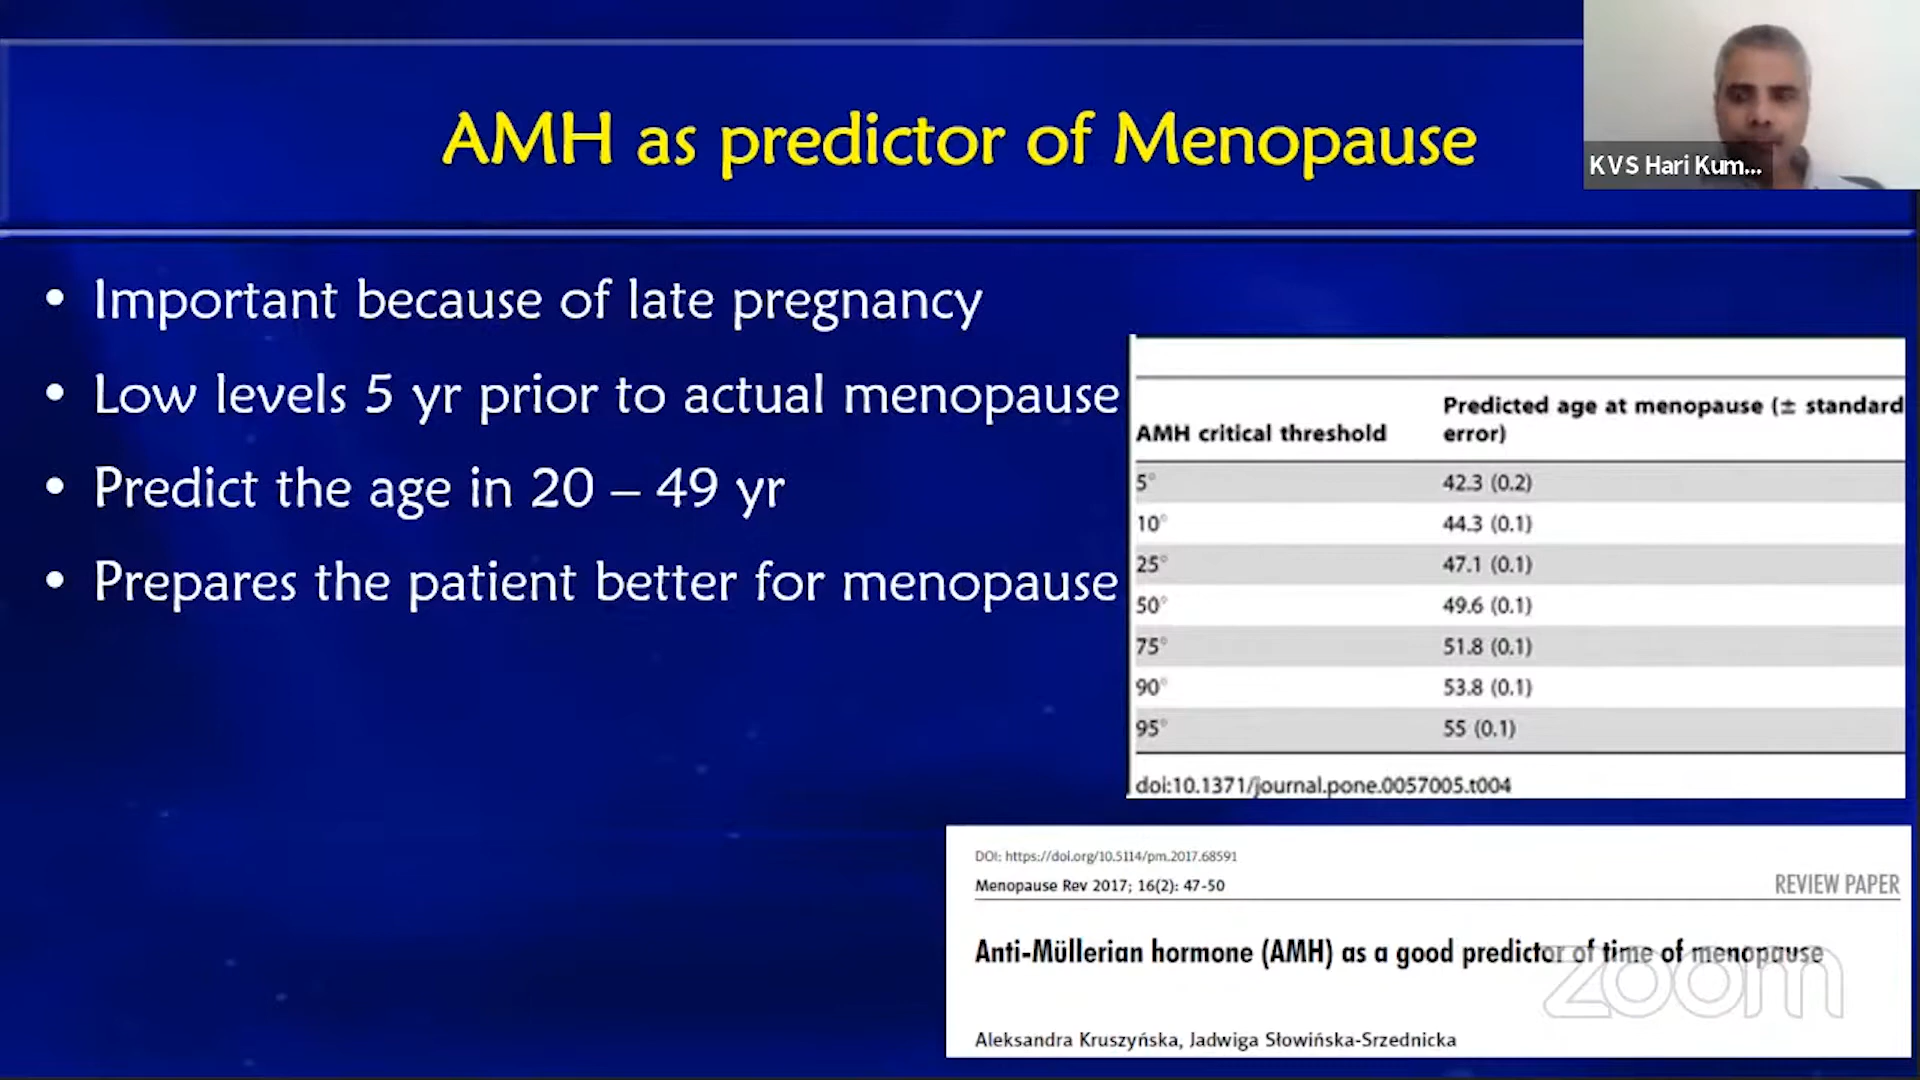 AMH as predictor of Menopause
K V S Hari Kum...
• Important because of late pregnancy
• Low levels 5 yr prior to actual menopause
• Predict the age in 20 – 49 yr
• Prepares the patient better for menopause
AMH critical threshold Predicted age at menopause (± standard error)
5° 42.3 (0.2)
10° 44.3 (0.1)
25° 47.1 (0.1)
50° 49.6 (0.1)
75° 51.8 (0.1)
90° 53.8 (0.1)
95° 55 (0.1)
doi:10.1371/journal.pone.0057005.t004
DOI: https://doi.org/10.5114/pm.2017.68591
Menopause Rev 2017; 16(2): 47-50
REVIEW PAPER
Anti-Müllerian hormone (AMH) as a good predictor of time of menopause
zoom
Aleksandra Kruszyńska, Jadwiga Słowińska-Srzednicka